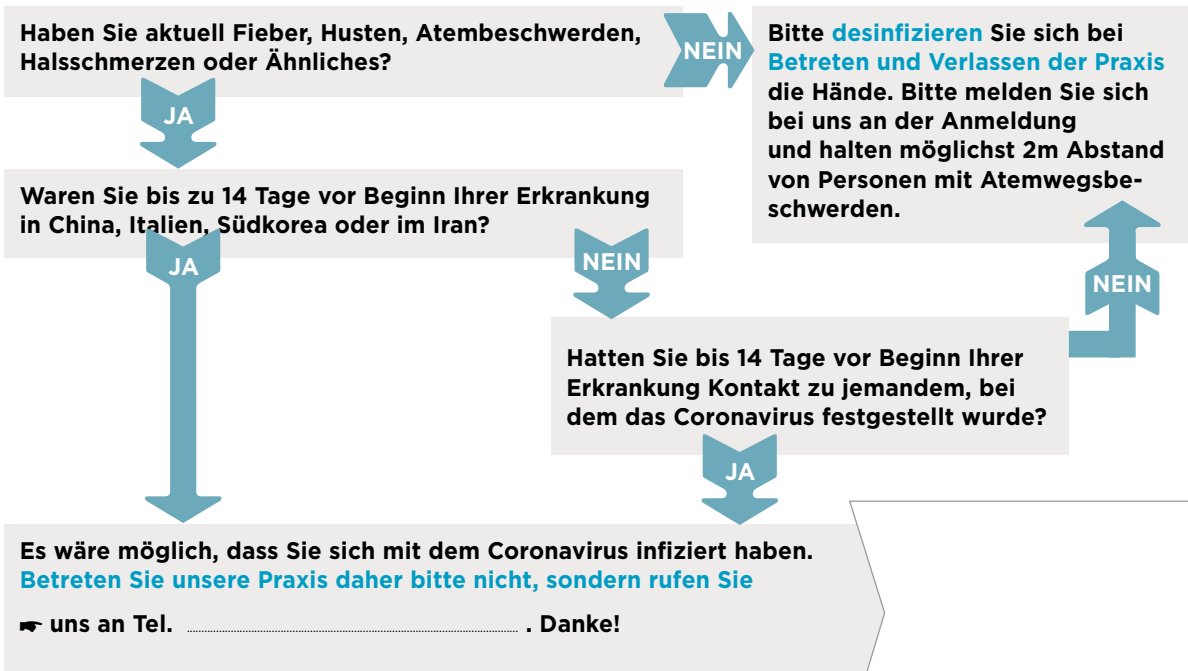 Haben Sie aktuell Fieber, Husten, Atembeschwerden,
Halsschmerzen oder Ähnliches?
NEIN
Bitte desinfizieren Sie sich bei
Betreten und Verlassen der Praxis
die Hände. Bitte melden Sie sich
bei uns an der Anmeldung
und halten möglichst 2m Abstand
von Personen mit Atemwegsbe-
schwerden.
JA
Waren Sie bis zu 14 Tage vor Beginn Ihrer Erkrankung
in China, Italien, Südkorea oder im Iran?
JA
NEIN
NEIN
Hatten Sie bis 14 Tage vor Beginn Ihrer
Erkrankung Kontakt zu jemandem, bei
dem das Coronavirus festgestellt wurde?
JA
Es wäre möglich, dass Sie sich mit dem Coronavirus infiziert haben.
Betreten Sie unsere Praxis daher bitte nicht, sondern rufen Sie
☛ uns an Tel. ........................................ . Danke!